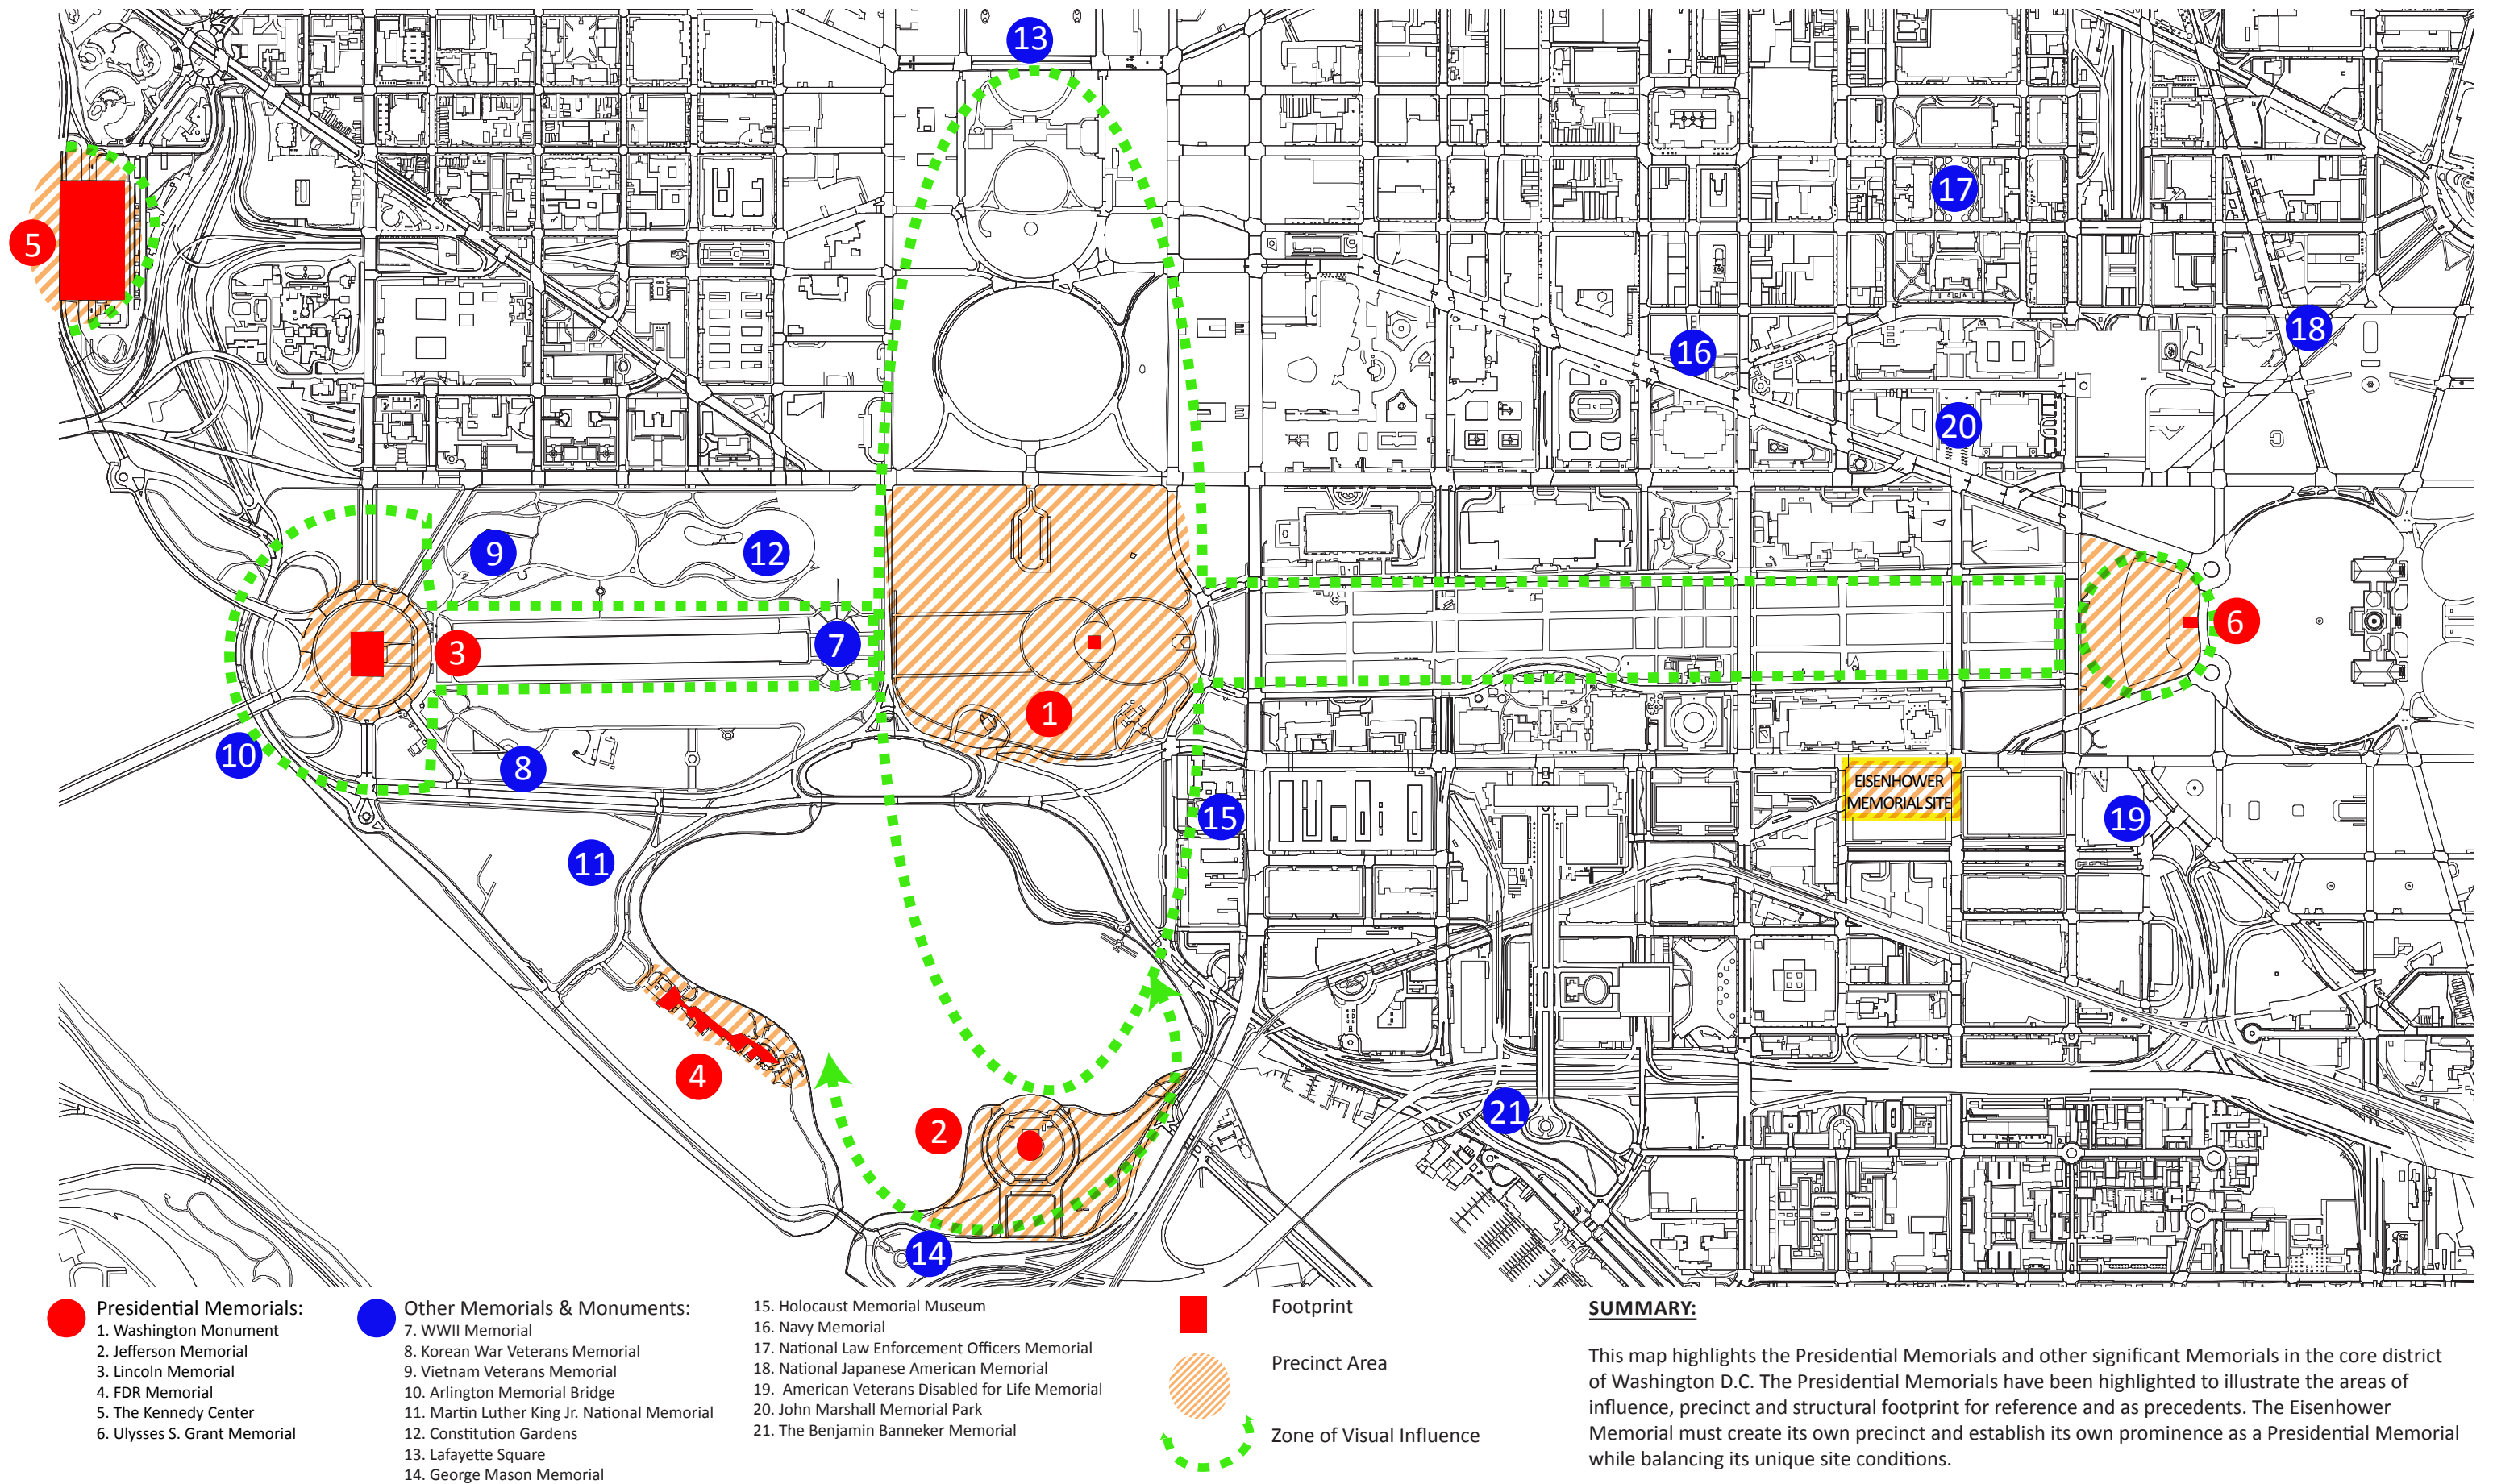 13
17
5
18
16
20
9
12
7
3
6
1
10
8
EISENHOWER
MEMORIAL SITE
15
19
11
4
21
2
14
Presidential Memorials:
1. Washington Monument
2. Jefferson Memorial
3. Lincoln Memorial
4. FDR Memorial
5. The Kennedy Center
6. Ulysses S. Grant Memorial
Other Memorials & Monuments:
7. WWII Memorial
8. Korean War Veterans Memorial
9. Vietnam Veterans Memorial
10. Arlington Memorial Bridge
11. Martin Luther King Jr. National Memorial
12. Constitution Gardens
13. Lafayette Square
14. George Mason Memorial
15. Holocaust Memorial Museum
16. Navy Memorial
17. National Law Enforcement Officers Memorial
18. National Japanese American Memorial
19. American Veterans Disabled for Life Memorial
20. John Marshall Memorial Park
21. The Benjamin Banneker Memorial
Footprint
Precinct Area
Zone of Visual Influence
SUMMARY:
This map highlights the Presidential Memorials and other significant Memorials in the core district
of Washington D.C. The Presidential Memorials have been highlighted to illustrate the areas of
influence, precinct and structural footprint for reference and as precedents. The Eisenhower
Memorial must create its own precinct and establish its own prominence as a Presidential Memorial
while balancing its unique site conditions.